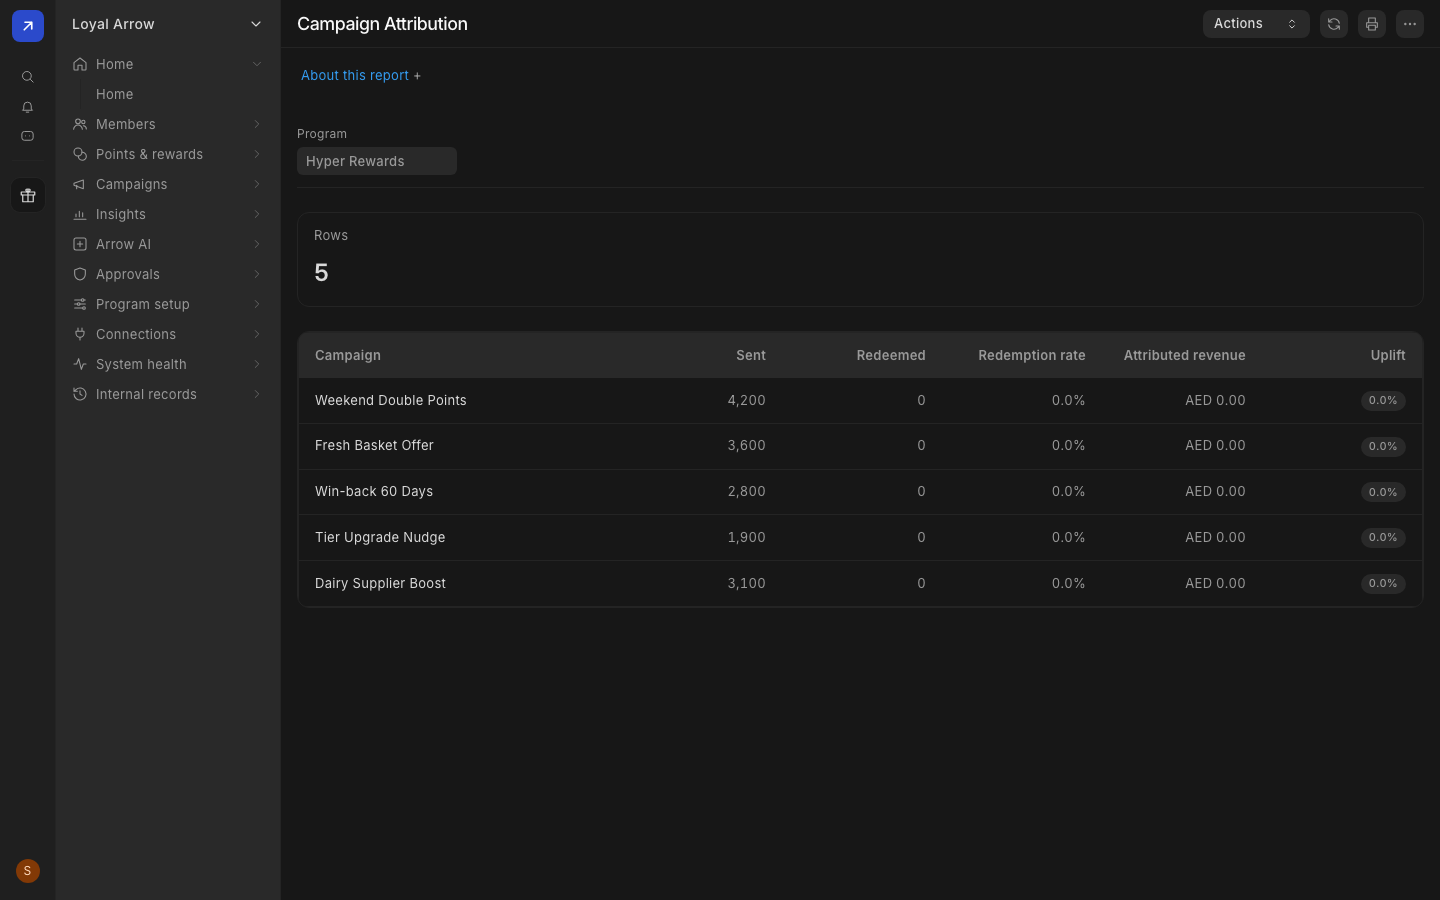 Loyal Arrow
Home
Home
Members
Points & rewards
Campaigns
Insights
Arrow AI
Approvals
Program setup
Connections
System health
Internal records
S
Campaign Attribution
Actions
About this report +
Program
Hyper Rewards
Rows
5
Campaign Sent Redeemed Redemption rate Attributed revenue Uplift
Weekend Double Points 4,200 0 0.0% AED 0.00 0.0%
Fresh Basket Offer 3,600 0 0.0% AED 0.00 0.0%
Win-back 60 Days 2,800 0 0.0% AED 0.00 0.0%
Tier Upgrade Nudge 1,900 0 0.0% AED 0.00 0.0%
Dairy Supplier Boost 3,100 0 0.0% AED 0.00 0.0%